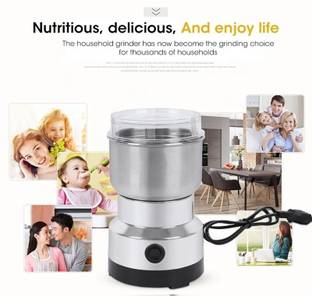 Nutritious, delicious, And enjoy life
The household grinder has now become the grinding choice
for thousands of households